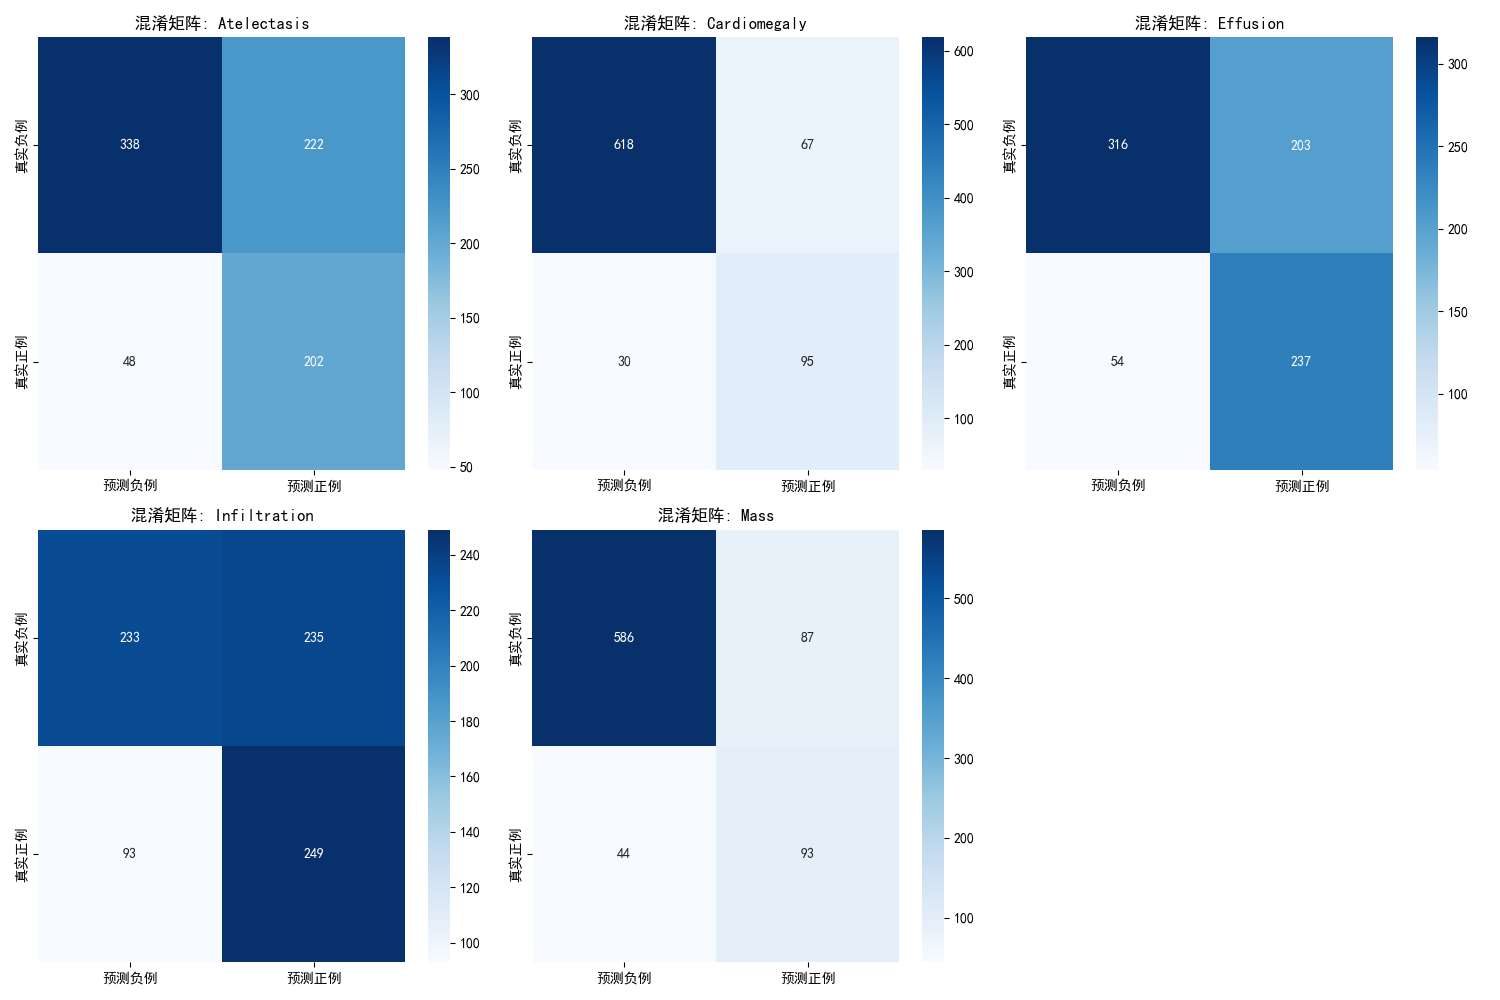 混淆矩阵: Atelectasis
真实负例
真实正例
338
222
48
202
预测负例
预测正例
300
250
200
150
100
50
混淆矩阵: Cardiomegaly
真实负例
真实正例
618
67
30
95
预测负例
预测正例
600
500
400
300
200
100
混淆矩阵: Effusion
真实负例
真实正例
316
203
54
237
预测负例
预测正例
300
250
200
150
100
混淆矩阵: Infiltration
真实负例
真实正例
233
235
93
249
预测负例
预测正例
240
220
200
180
160
140
120
100
混淆矩阵: Mass
真实负例
真实正例
586
87
44
93
预测负例
预测正例
500
400
300
200
100